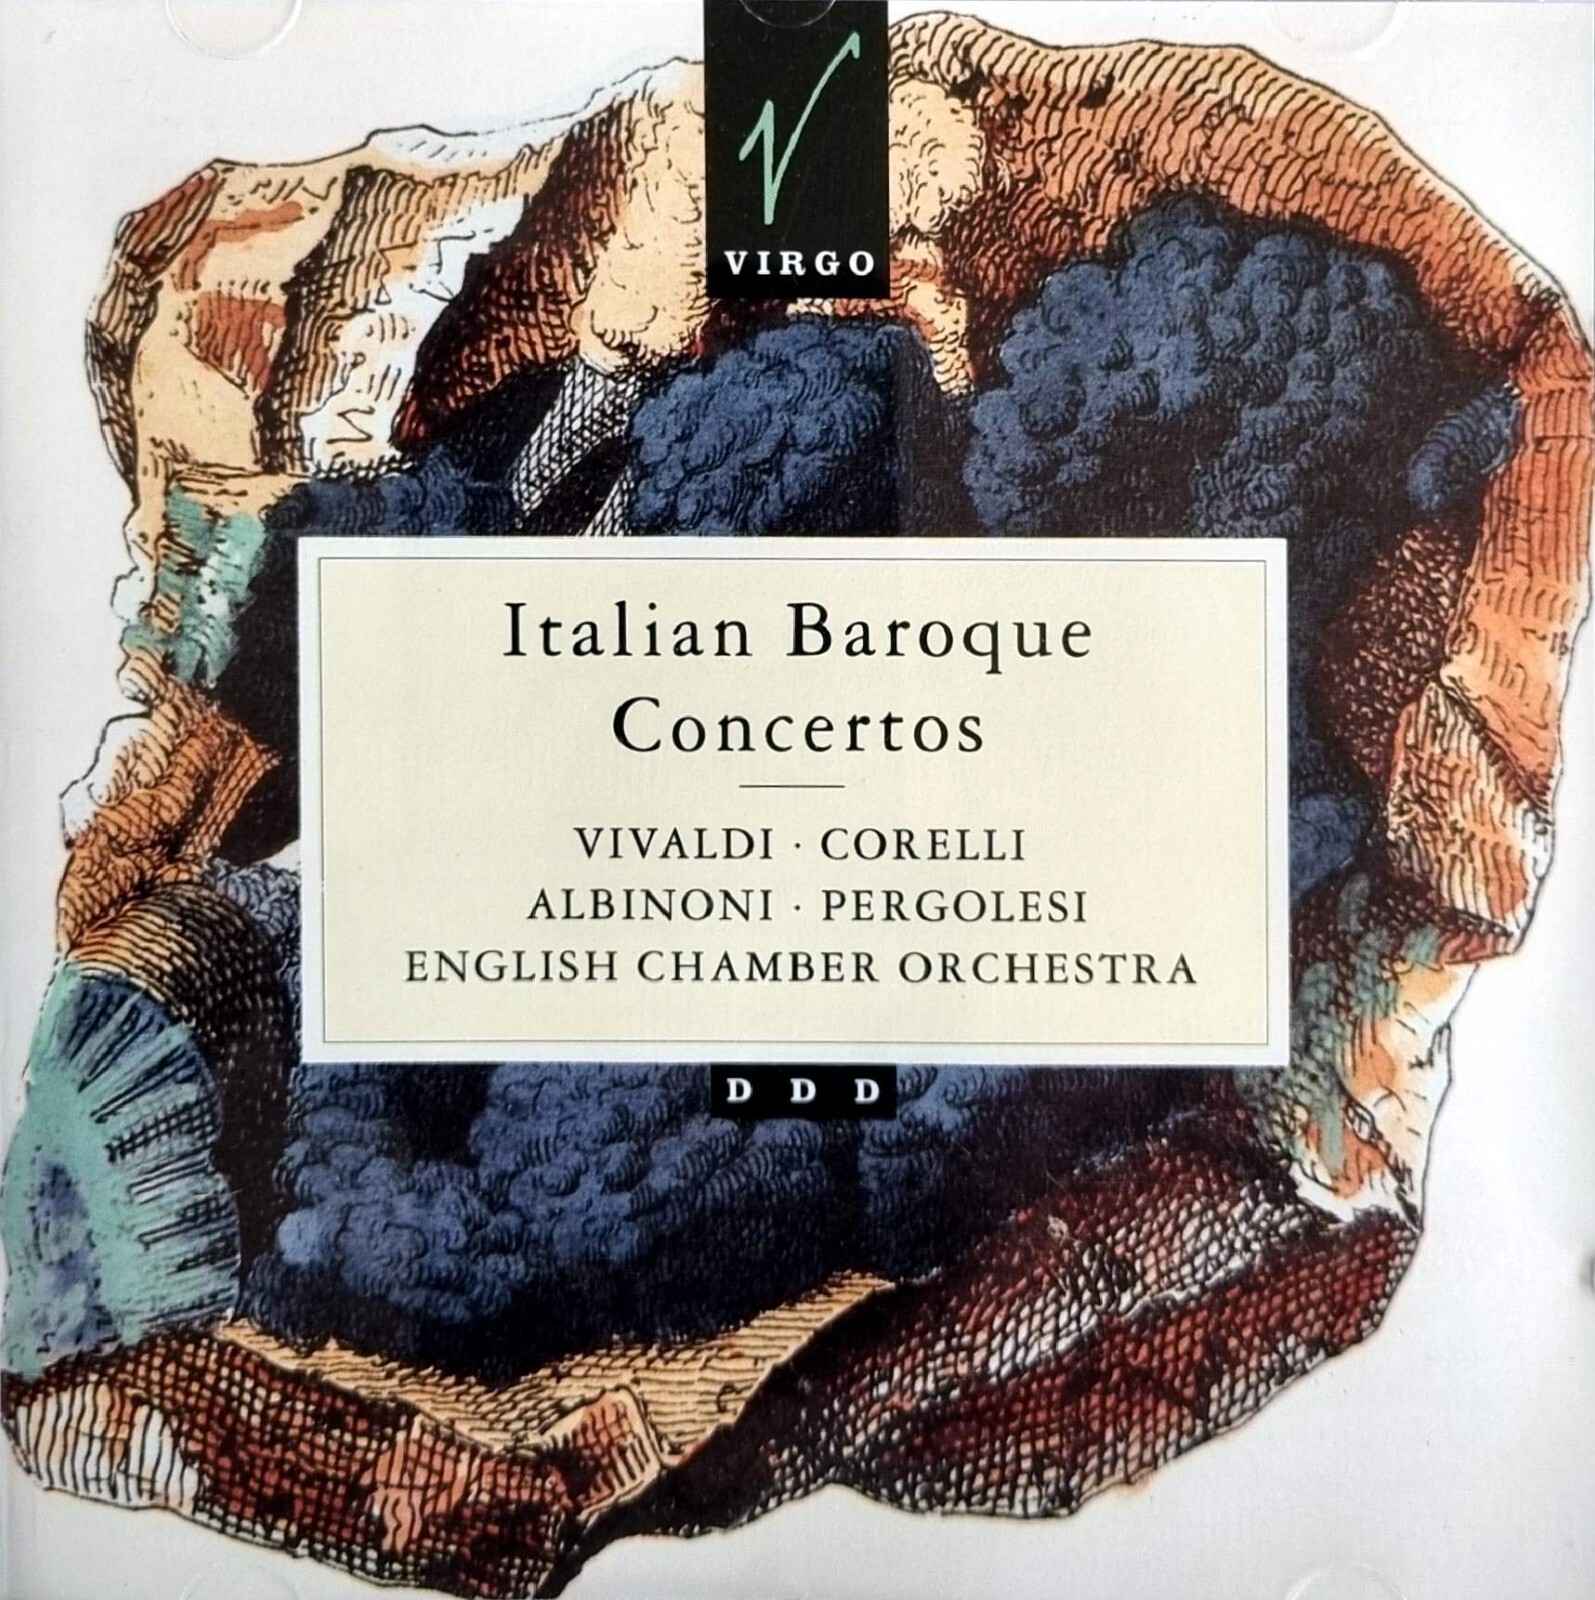 VIRGO
Italian Baroque
Concertos
VIVALDI · CORELLI
ALBINONI · PERGOLESI
ENGLISH CHAMBER ORCHESTRA
D D D